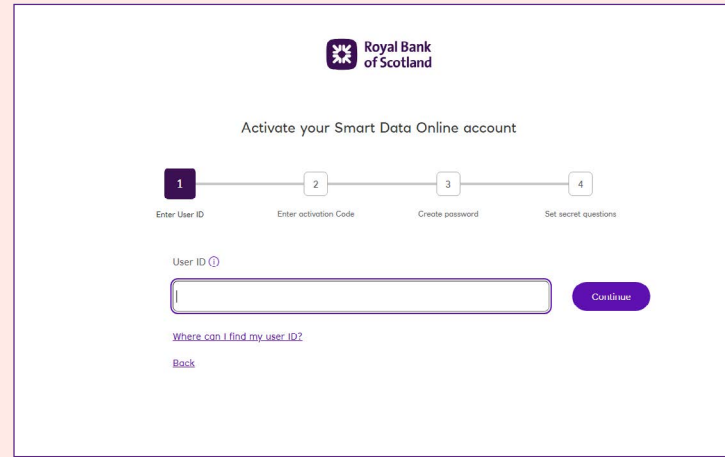 Royal Bank
of Scotland
Activate your Smart Data Online account
1
2
3
4
Enter User ID
Enter activation Code
Create password
Set secret questions
User ID i
Continue
Where can I find my user ID?
Back